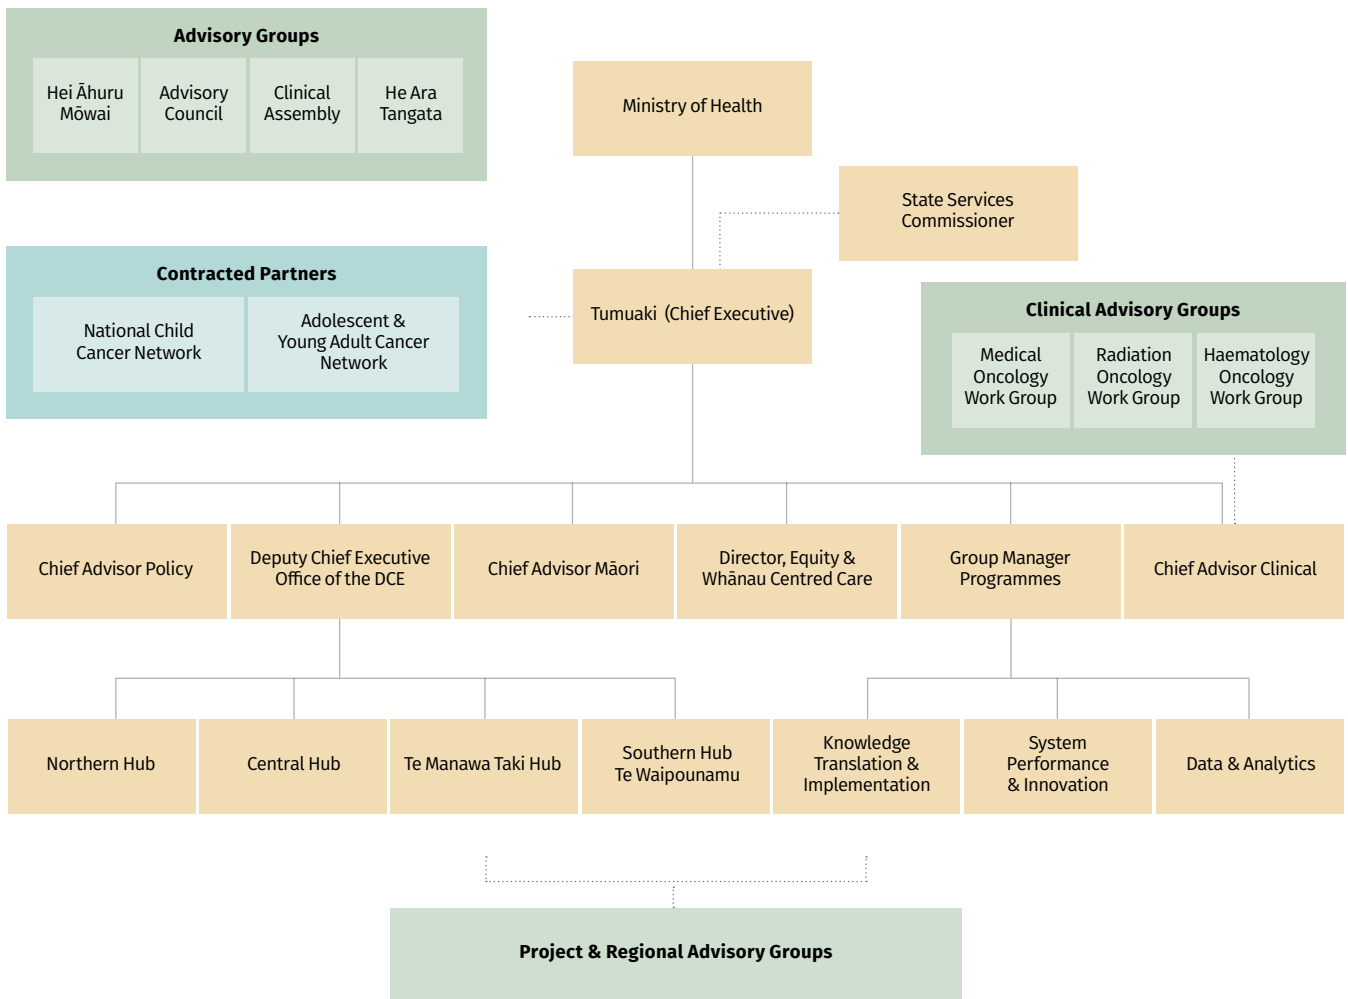 Advisory Groups
Hei Āhuru
Mōwai
Advisory
Council
Clinical
Assembly
He Ara
Tangata
Ministry of Health
State Services
Commissioner
Contracted Partners
National Child
Cancer Network
Adolescent &
Young Adult Cancer
Network
Tumuaki (Chief Executive)
Clinical Advisory Groups
Medical
Oncology
Work Group
Radiation
Oncology
Work Group
Haematology
Oncology
Work Group
Chief Advisor Policy
Deputy Chief Executive
Office of the DCE
Chief Advisor Māori
Director, Equity &
Whānau Centred Care
Group Manager
Programmes
Chief Advisor Clinical
Northern Hub
Central Hub
Te Manawa Taki Hub
Southern Hub
Te Waipounamu
Knowledge
Translation &
Implementation
System
Performance
& Innovation
Data & Analytics
Project & Regional Advisory Groups